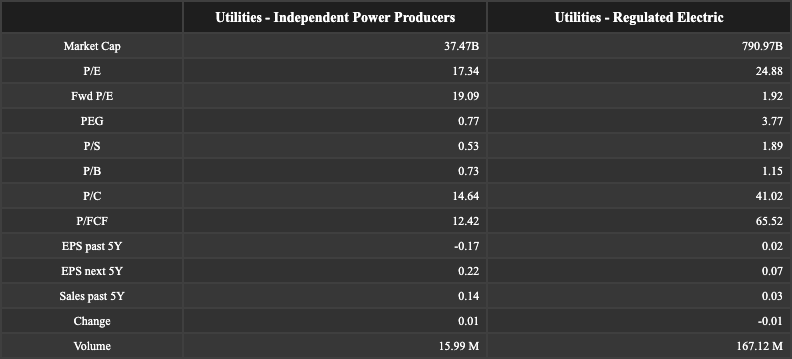 Utilities - Independent Power Producers Utilities - Regulated Electric
Market Cap 37.47B 790.97B
P/E 17.34 24.88
Fwd P/E 19.09 1.92
PEG 0.77 3.77
P/S 0.53 1.89
P/B 0.73 1.15
P/C 14.64 41.02
P/FCF 12.42 65.52
EPS past 5Y -0.17 0.02
EPS next 5Y 0.22 0.07
Sales past 5Y 0.14 0.03
Change 0.01 -0.01
Volume 15.99 M 167.12 M